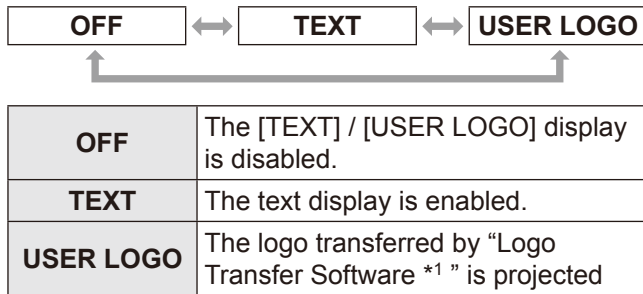 OFF TEXT USER LOGO
OFF
The [TEXT] / [USER LOGO] display
is disabled.
TEXT
The text display is enabled.
USER LOGO
The logo transferred by “Logo
Transfer Software *1 ” is projected